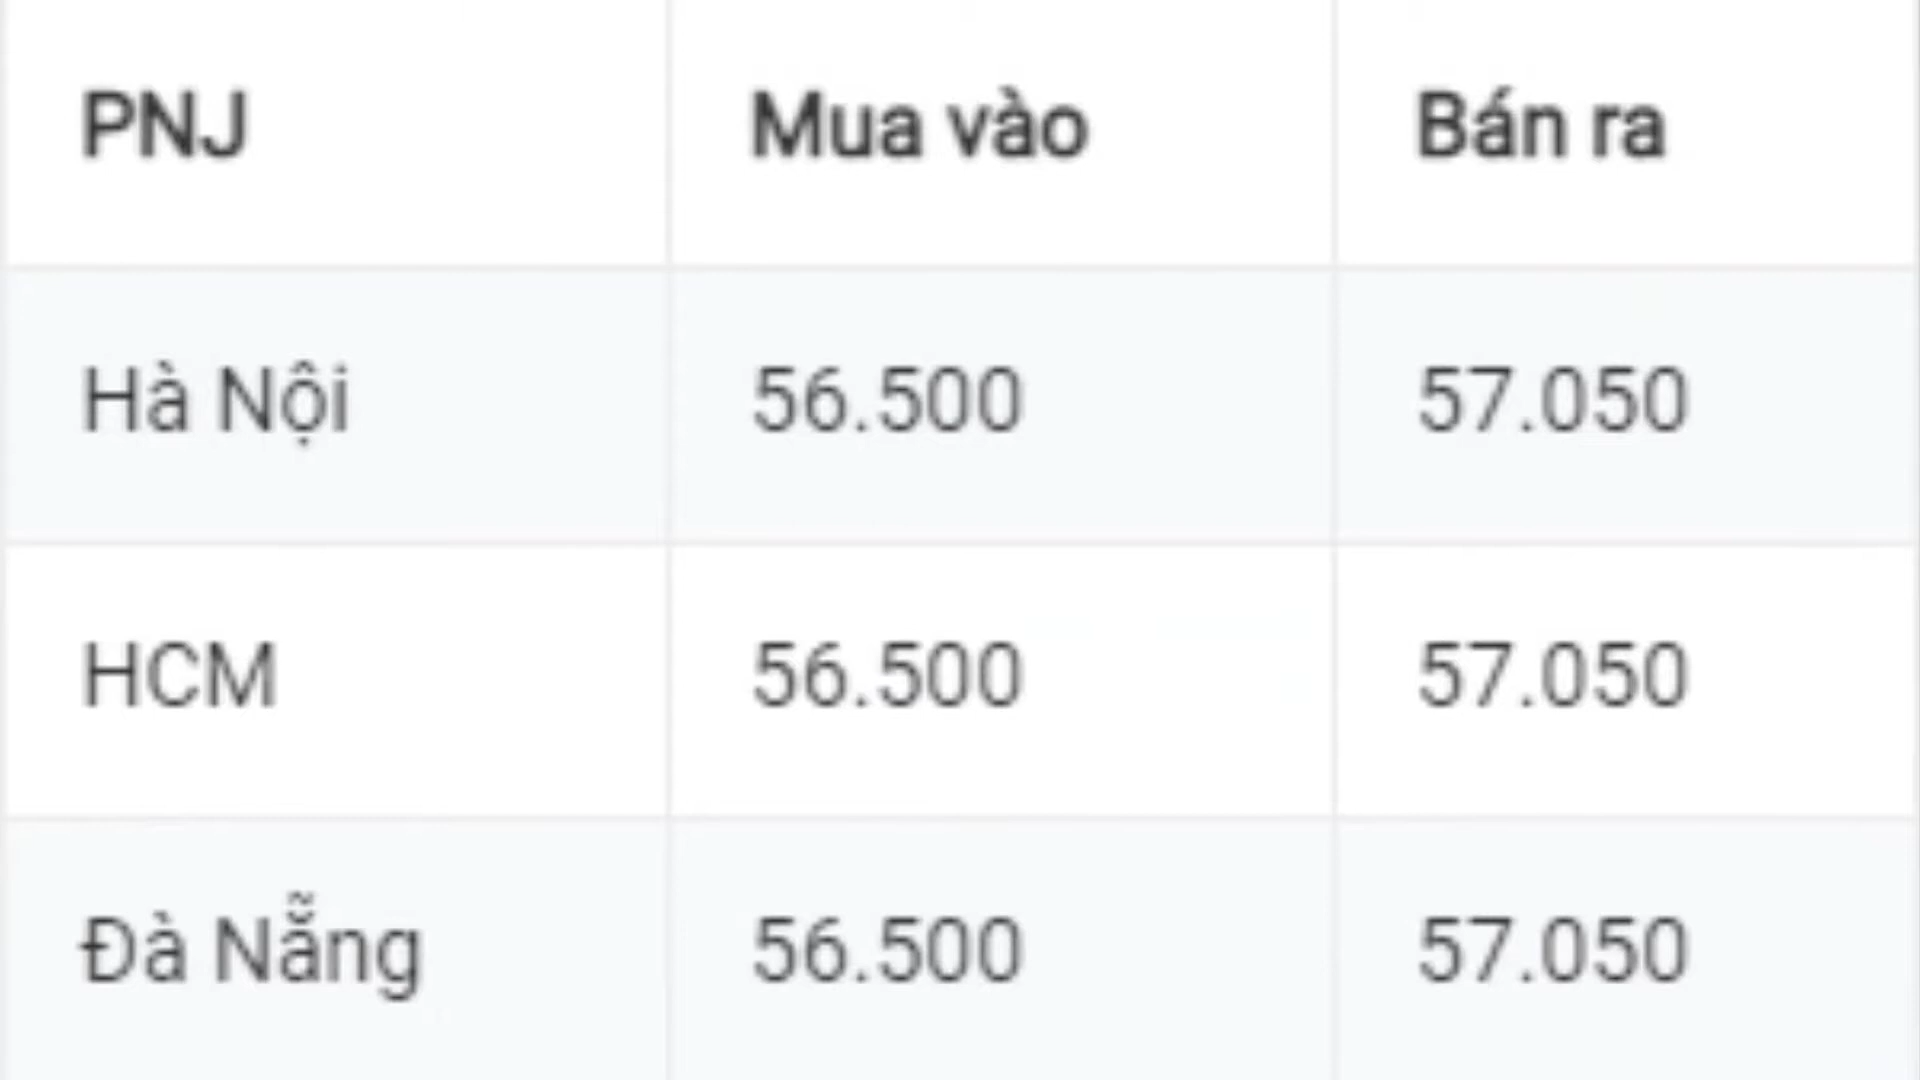 PNJ Mua vào Bán ra
Hà Nội 56.500 57.050
HCM 56.500 57.050
Đà Nẵng 56.500 57.050